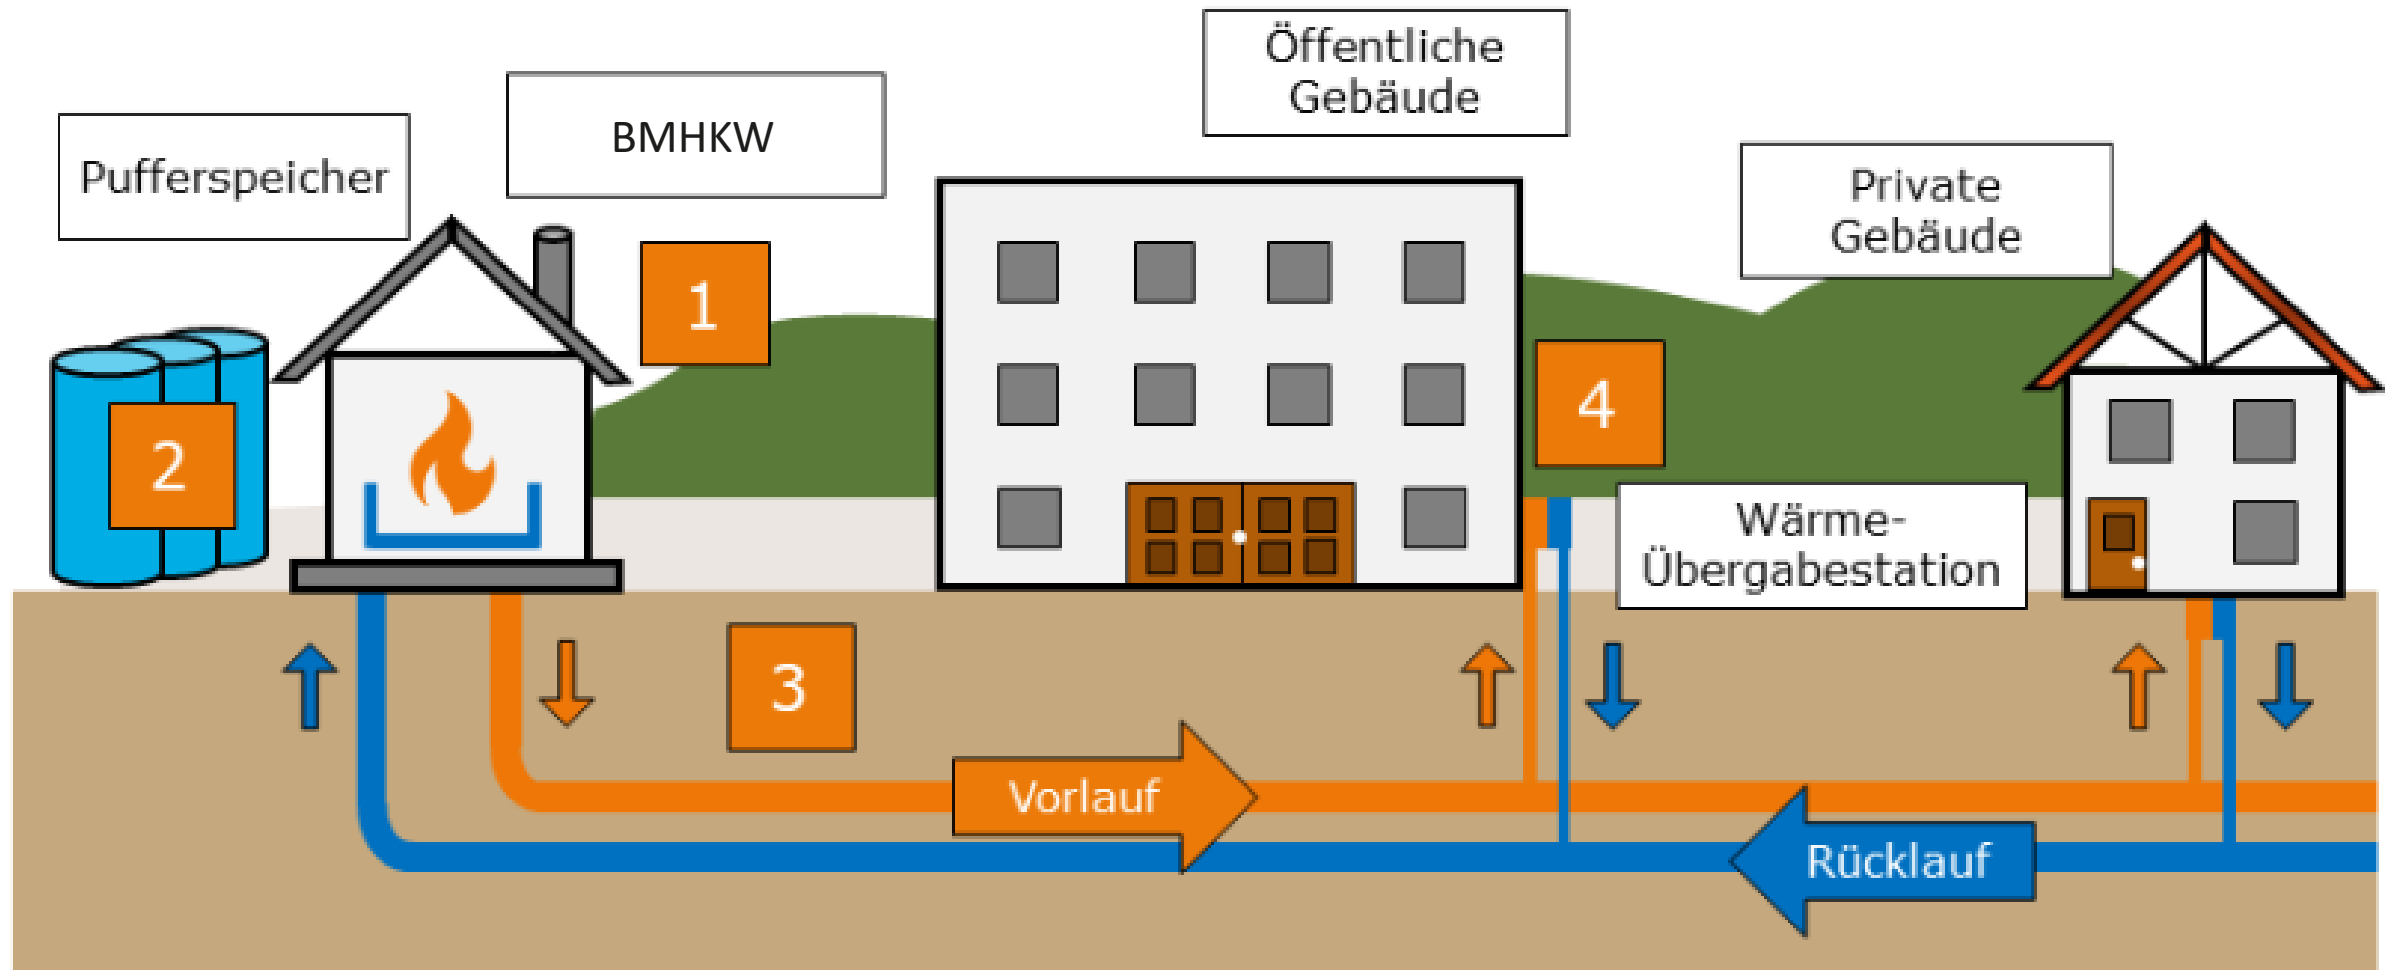 Öffentliche
Gebäude
BMHKW
Pufferspeicher
Private
Gebäude
1
4
2
Wärme-
Übergabestation
3
Vorlauf
Rücklauf